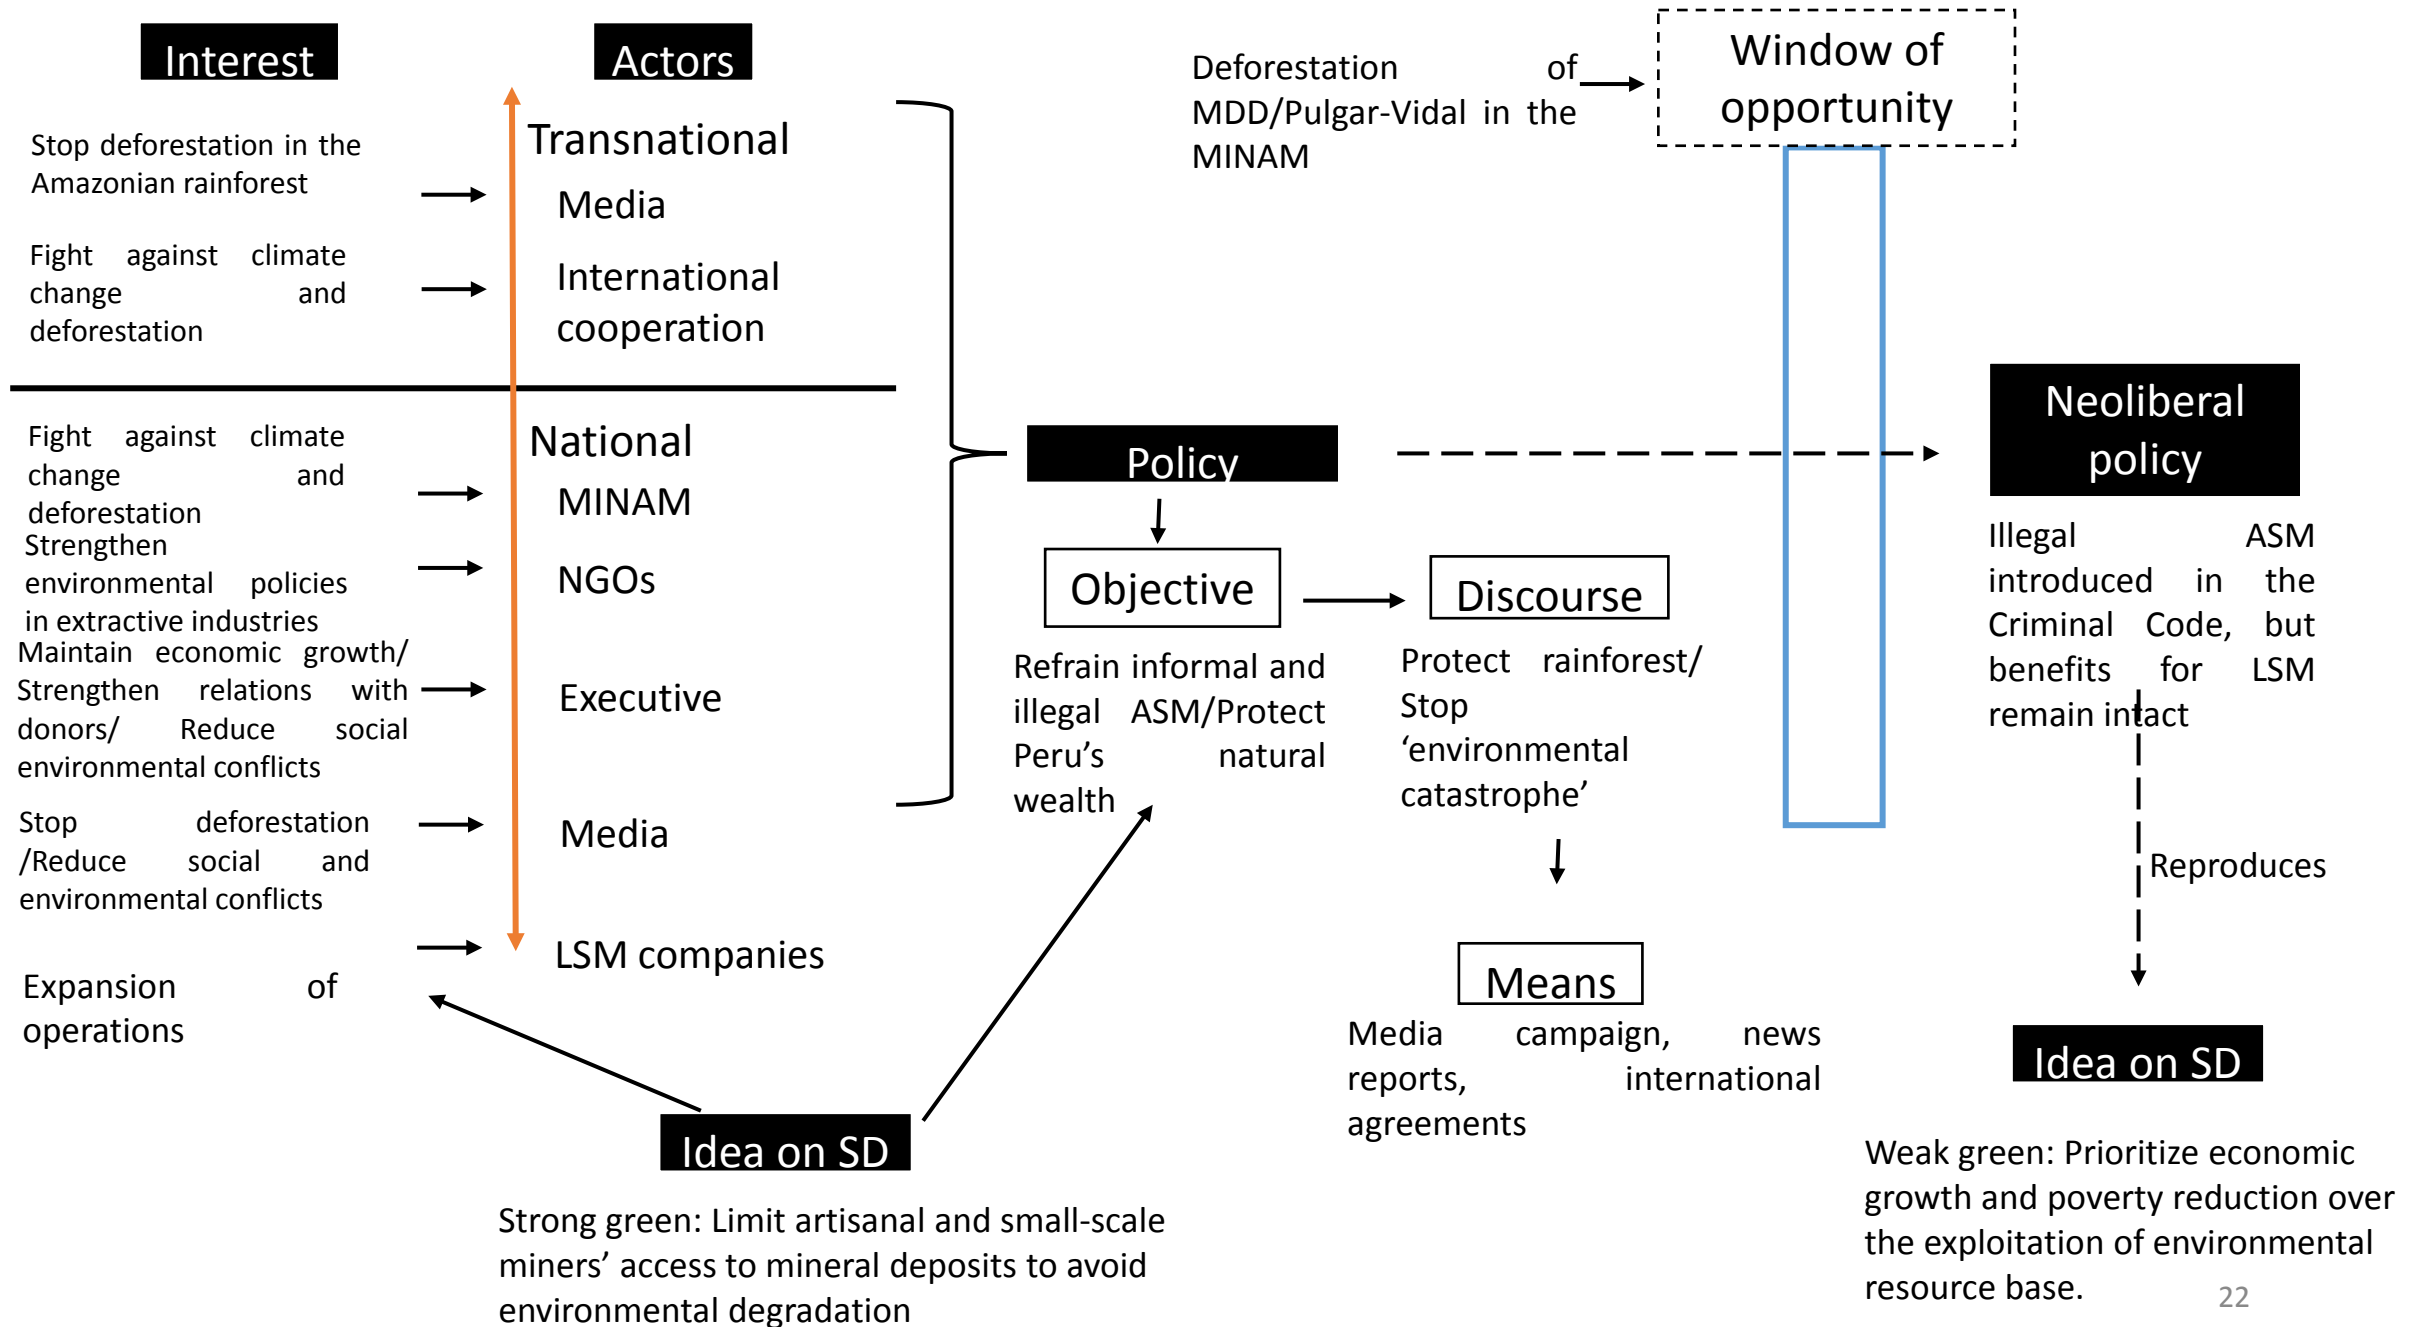 Interest
Actors
Stop deforestation in the
Amazonian rainforest
Fight against climate
change and
deforestation
Transnational
Media
International
cooperation
Fight against climate
change and
deforestation
Strengthen
environmental policies
in extractive industries
Maintain economic growth/
Strengthen relations with
donors/ Reduce social
environmental conflicts
Stop deforestation
/Reduce social and
environmental conflicts
Expansion of
operations
National
MINAM
NGOs
Executive
Media
LSM companies
Idea on SD
Strong green: Limit artisanal and small-scale
miners’ access to mineral deposits to avoid
environmental degradation
Policy
Objective
Refrain informal and
illegal ASM/Protect
Peru’s natural
wealth
Discourse
Protect rainforest/
Stop
‘environmental
catastrophe’
Means
Media campaign, news
reports, international
agreements
Deforestation of
MDD/Pulgar-Vidal in the
MINAM
Window of
opportunity
Neoliberal
policy
Illegal ASM
introduced in the
Criminal Code, but
benefits for LSM
remain intact
Reproduces
Idea on SD
Weak green: Prioritize economic
growth and poverty reduction over
the exploitation of environmental
resource base.
22